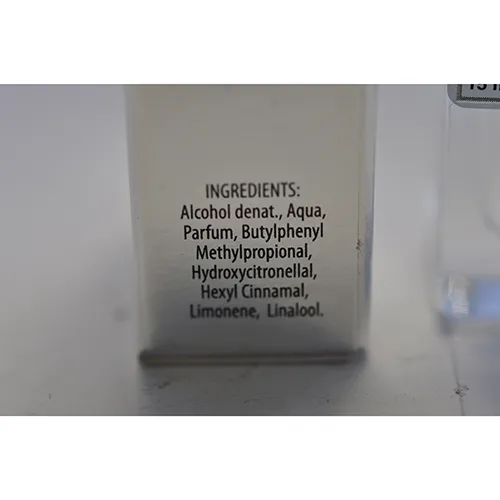 INGREDIENTS:
Alcohol denat., Aqua,
Parfum, Butylphenyl
Methylpropional,
Hydroxycitronellal,
Hexyl Cinnamal,
Limonene, Linalool.